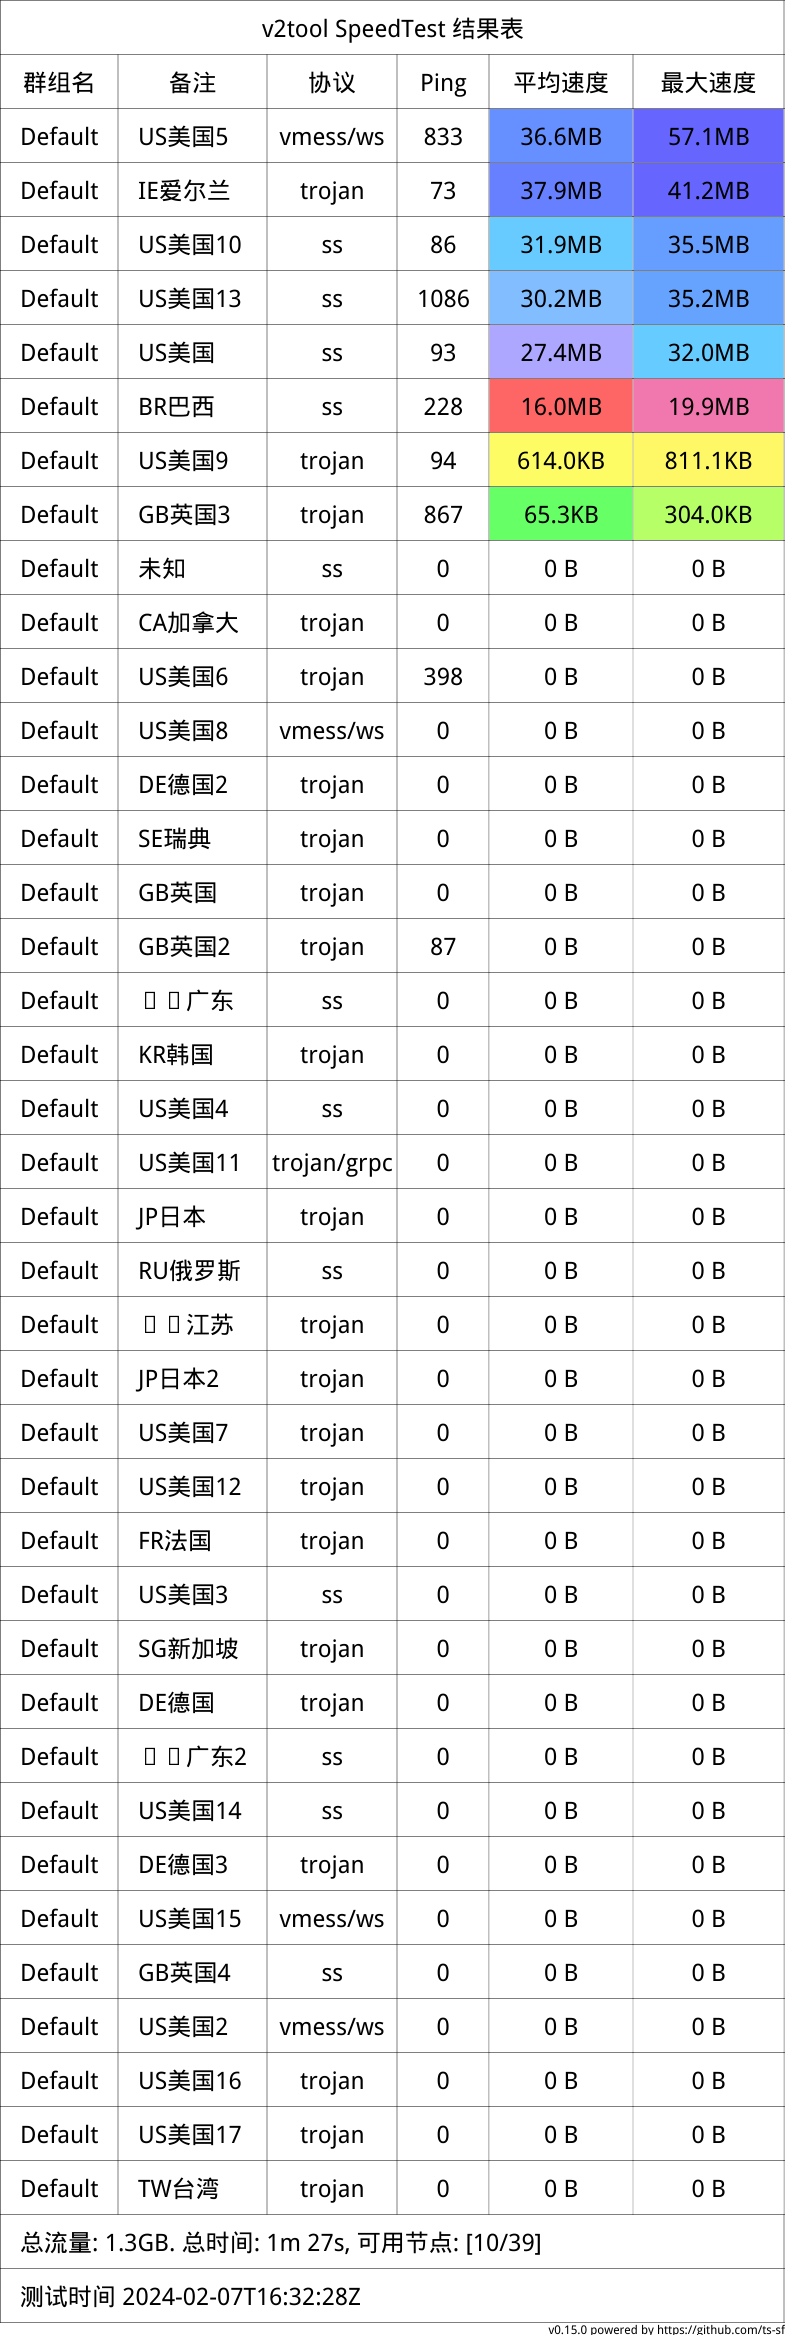 v2tool SpeedTest 结果表
群组名 备注 协议 Ping 平均速度 最大速度
Default US美国5 vmess/ws 833 36.6MB 57.1MB
Default IE爱尔兰 trojan 73 37.9MB 41.2MB
Default US美国10 ss 86 31.9MB 35.5MB
Default US美国13 ss 1086 30.2MB 35.2MB
Default US美国 ss 93 27.4MB 32.0MB
Default BR巴西 ss 228 16.0MB 19.9MB
Default US美国9 trojan 94 614.0KB 811.1KB
Default GB英国3 trojan 867 65.3KB 304.0KB
Default 未知 ss 0 0 B 0 B
Default CA加拿大 trojan 0 0 B 0 B
Default US美国6 trojan 398 0 B 0 B
Default US美国8 vmess/ws 0 0 B 0 B
Default DE德国2 trojan 0 0 B 0 B
Default SE瑞典 trojan 0 0 B 0 B
Default GB英国 trojan 0 0 B 0 B
Default GB英国2 trojan 87 0 B 0 B
Default 广东 ss 0 0 B 0 B
Default KR韩国 trojan 0 0 B 0 B
Default US美国4 ss 0 0 B 0 B
Default US美国11 trojan/grpc 0 0 B 0 B
Default JP日本 trojan 0 0 B 0 B
Default RU俄罗斯 ss 0 0 B 0 B
Default 江苏 trojan 0 0 B 0 B
Default JP日本2 trojan 0 0 B 0 B
Default US美国7 trojan 0 0 B 0 B
Default US美国12 trojan 0 0 B 0 B
Default FR法国 trojan 0 0 B 0 B
Default US美国3 ss 0 0 B 0 B
Default SG新加坡 trojan 0 0 B 0 B
Default DE德国 trojan 0 0 B 0 B
Default 广东2 ss 0 0 B 0 B
Default US美国14 ss 0 0 B 0 B
Default DE德国3 trojan 0 0 B 0 B
Default US美国15 vmess/ws 0 0 B 0 B
Default GB英国4 ss 0 0 B 0 B
Default US美国2 vmess/ws 0 0 B 0 B
Default US美国16 trojan 0 0 B 0 B
Default US美国17 trojan 0 0 B 0 B
Default TW台湾 trojan 0 0 B 0 B
总流量: 1.3GB. 总时间: 1m 27s, 可用节点: [10/39]
测试时间 2024-02-07T16:32:28Z
v0.15.0 powered by https://github.com/ts-sf